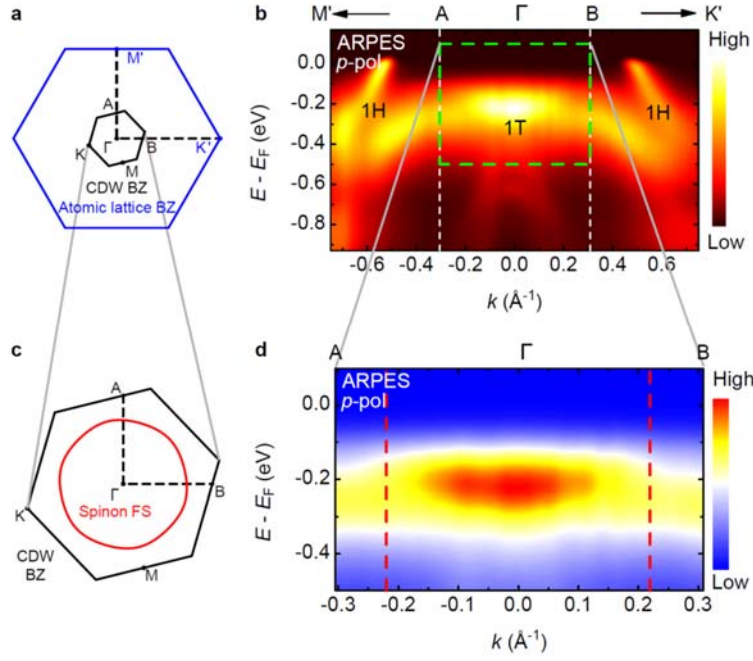 a
M'
A
Γ
B
K'
K
M
CDW BZ
Atomic lattice BZ
b
M' A Γ B K'
ARPES
p-pol
1H
1T
1H
High
Low
E - E_F (eV)
0.0
-0.2
-0.4
-0.6
-0.8
-0.6 -0.4 -0.2 0.0 0.2 0.4 0.6
k (Å⁻¹)
c
A
Γ
B
K
Spinon FS
CDW
BZ
M
d
A Γ B
ARPES
p-pol
High
Low
E - E_F (eV)
0.0
-0.2
-0.4
-0.3 -0.2 -0.1 0.0 0.1 0.2 0.3
k (Å⁻¹)